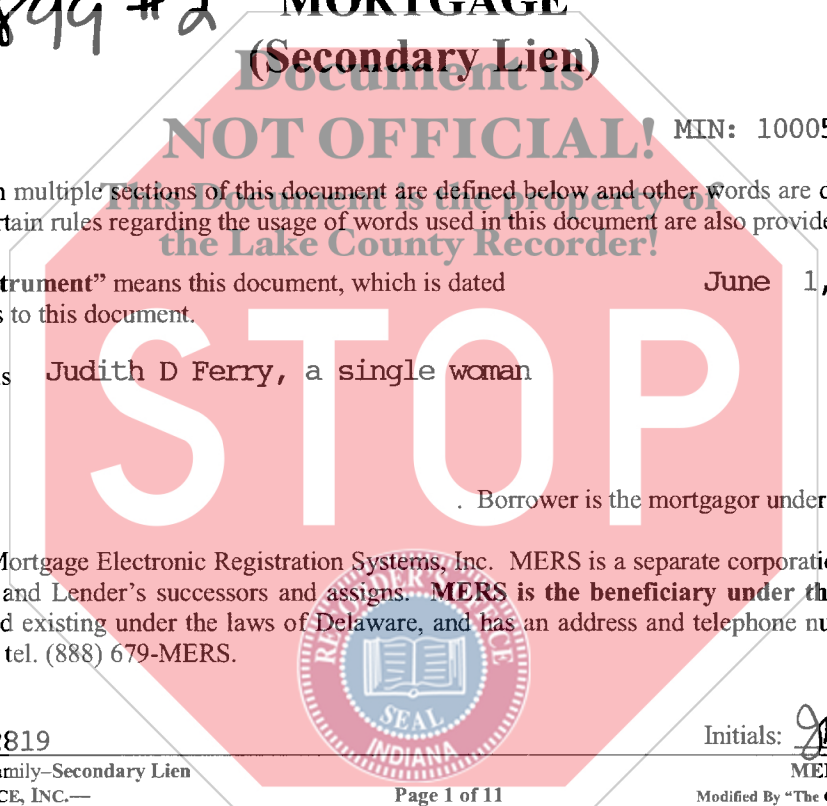 899 #2 MORTGAGE
(Secondary Lien)
Document is
NOT OFFICIAL!
MIN: 10005
This Document is the property of
the Lake County Recorder!
n multiple sections of this document are defined below and other words are d
rtain rules regarding the usage of words used in this document are also provide
trument” means this document, which is dated June 1,
s to this document.
STOP
is Judith D Ferry, a single woman
. Borrower is the mortgagor under
Mortgage Electronic Registration Systems, Inc. MERS is a separate corporatio
and Lender’s successors and assigns. MERS is the beneficiary under th
d existing under the laws of Delaware, and has an address and telephone nu
tel. (888) 679-MERS.
RECORDER'S OFFICE
SEAL
INDIANA
2819 Initials:
amily–Secondary Lien MER
CE, INC.— Page 1 of 11 Modified By “The C